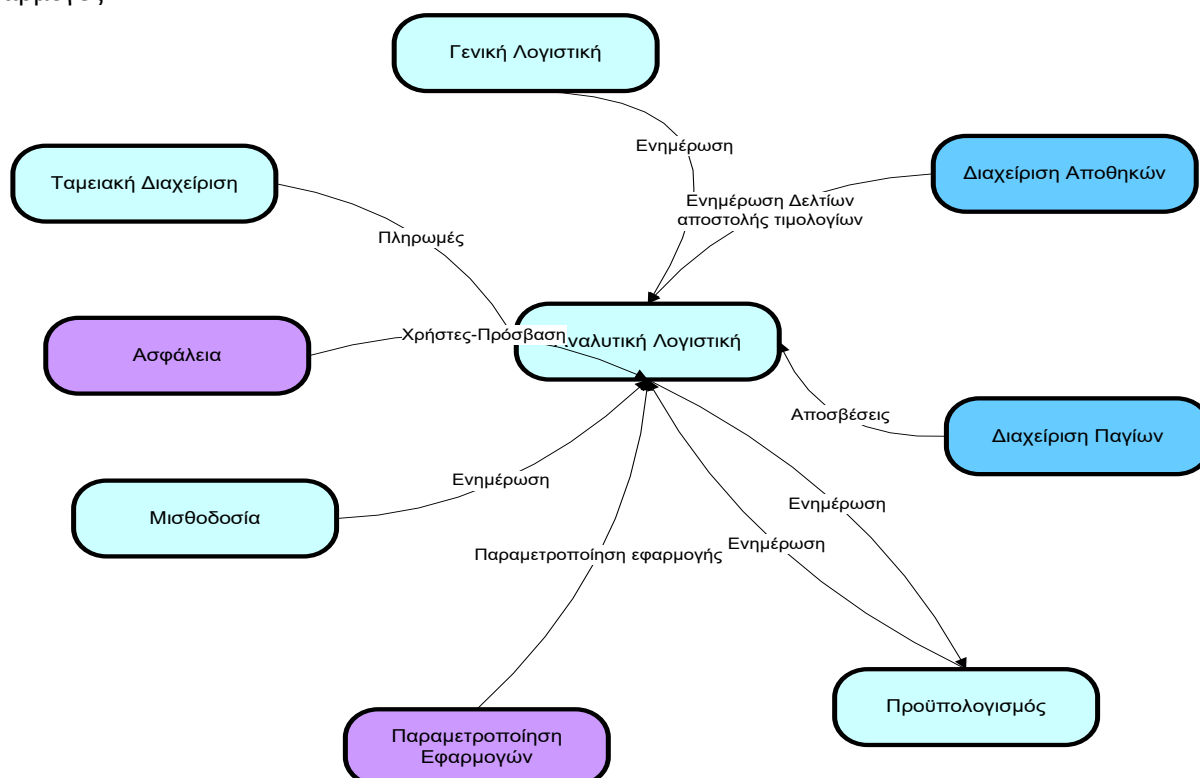 Γενική Λογιστική
Ενημέρωση
Ταμειακή Διαχείριση
Διαχείριση Αποθηκών
Ενημέρωση Δελτίων
αποστολής τιμολογίων
Πληρωμές
Χρήστες-Πρόσβαση
Αναλυτική Λογιστική
Ασφάλεια
Αποσβέσεις
Διαχείριση Παγίων
Ενημέρωση
Μισθοδοσία
Ενημέρωση
Ενημέρωση
Παραμετροποίηση εφαρμογής
Προϋπολογισμός
Παραμετροποίηση
Εφαρμογών